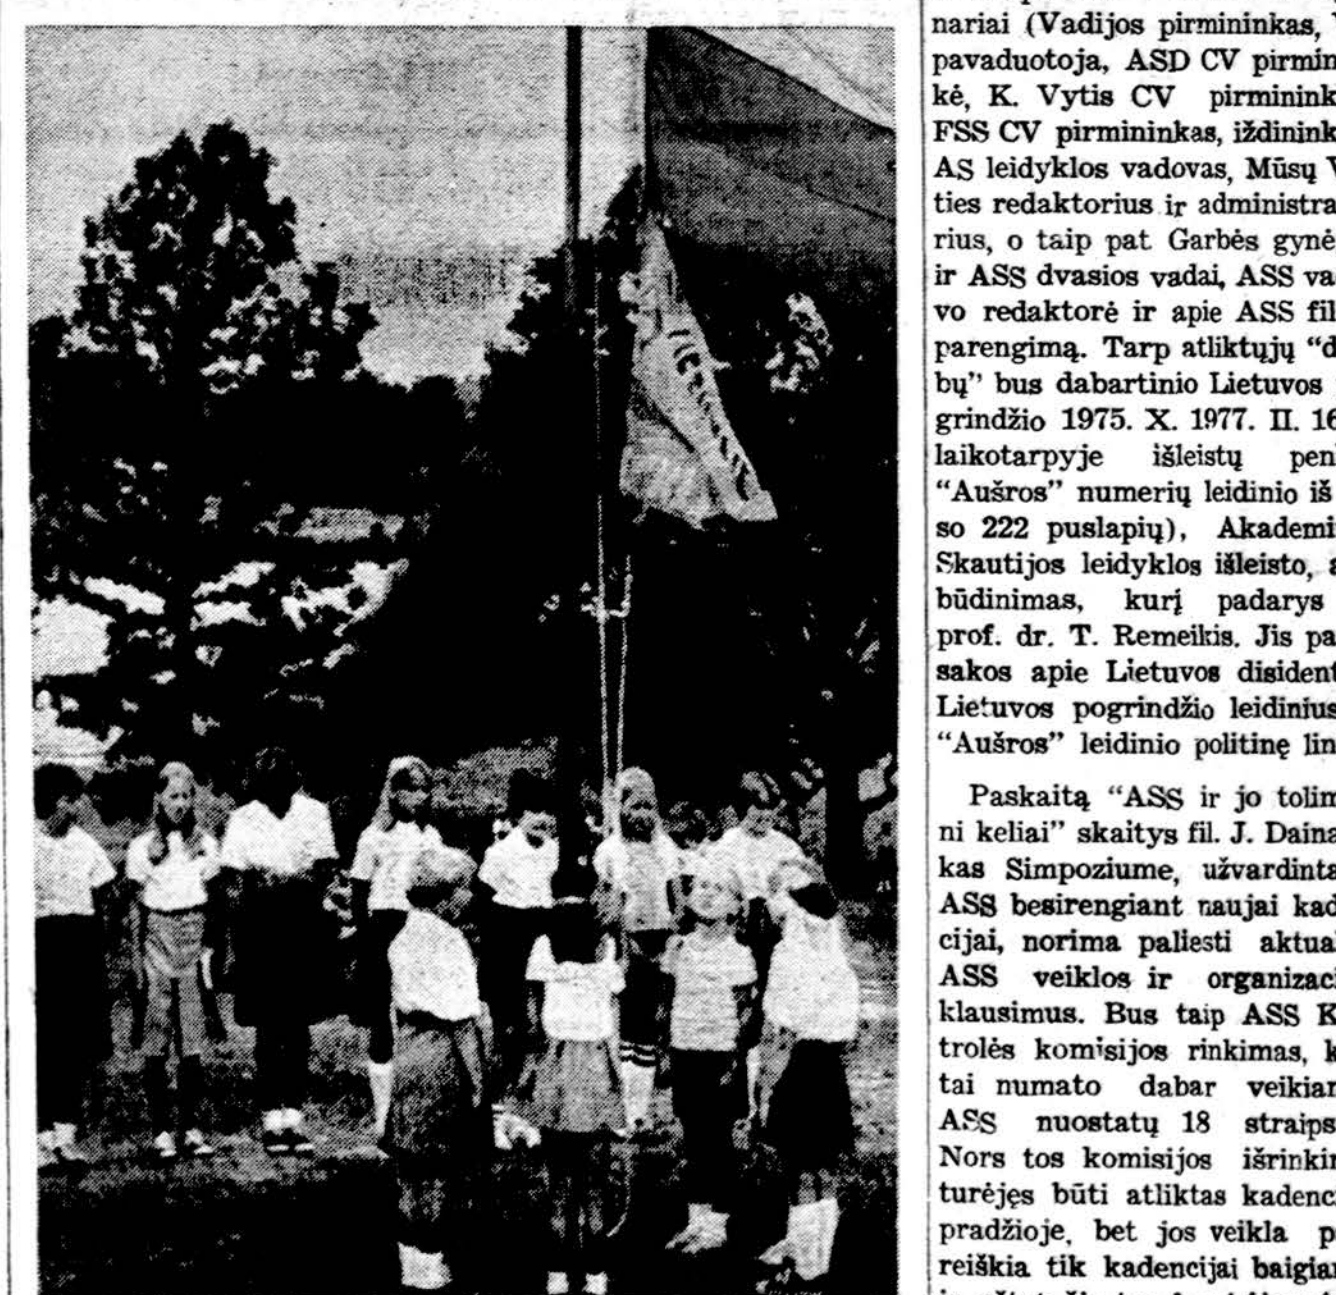 nariai (Vadijos pirmininkas,
pavaduotoja, ASD CV pirmin
kė, K. Vytis CV pirminink
FSS CV pirmininkas, iždinink
AS leidyklos vadovas, Mūsų V
ties redaktorius ir administra
rius, o taip pat Garbės gynė
ir ASS dvasios vadai, ASS va
vo redaktorė ir apie ASS fil
parengimą. Tarp atliktųjų “d
bų” bus dabartinio Lietuvos
grindžio 1975. X. 1977. II. 16
laikotarpyje išleistų pen
“Aušros” numerių leidinio iš
so 222 puslapių), Akademi
Skautijos leidyklos išleisto, a
būdinimas, kurį padarys
prof. dr. T. Remeikis. Jis pa
sakos apie Lietuvos disident
Lietuvos pogrindžio leidinius
“Aušros” leidinio politinę lin
Paskaitą “ASS ir jo tolim
ni keliai” skaitys fil. J. Daina
kas Simpoziume, užvardinta
ASS besirengiant naujai kad
cijai, norima paliesti aktua
ASS veiklos ir organizaci
klausimus. Bus taip ASS K
trolės komisijos rinkimas, k
tai numato dabar veikian
ASS nuostatų 18 straips
Nors tos komisijos išrinkin
turėjęs būti atliktas kadenc
pradžioje, bet jos veikla p
reiškia tik kadencijai baigian